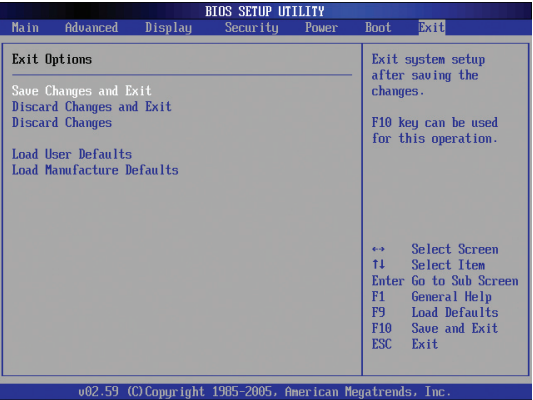 BIOS SETUP UTILITY
Main Advanced Display Security Power Boot Exit
Exit Options
Save Changes and Exit
Discard Changes and Exit
Discard Changes
Load User Defaults
Load Manufacture Defaults
Exit system setup
after saving the
changes.
F10 key can be used
for this operation.
↔ Select Screen
↑↓ Select Item
Enter Go to Sub Screen
F1 General Help
F9 Load Defaults
F10 Save and Exit
ESC Exit
v02.59 (C)Copyright 1985-2005, American Megatrends, Inc.